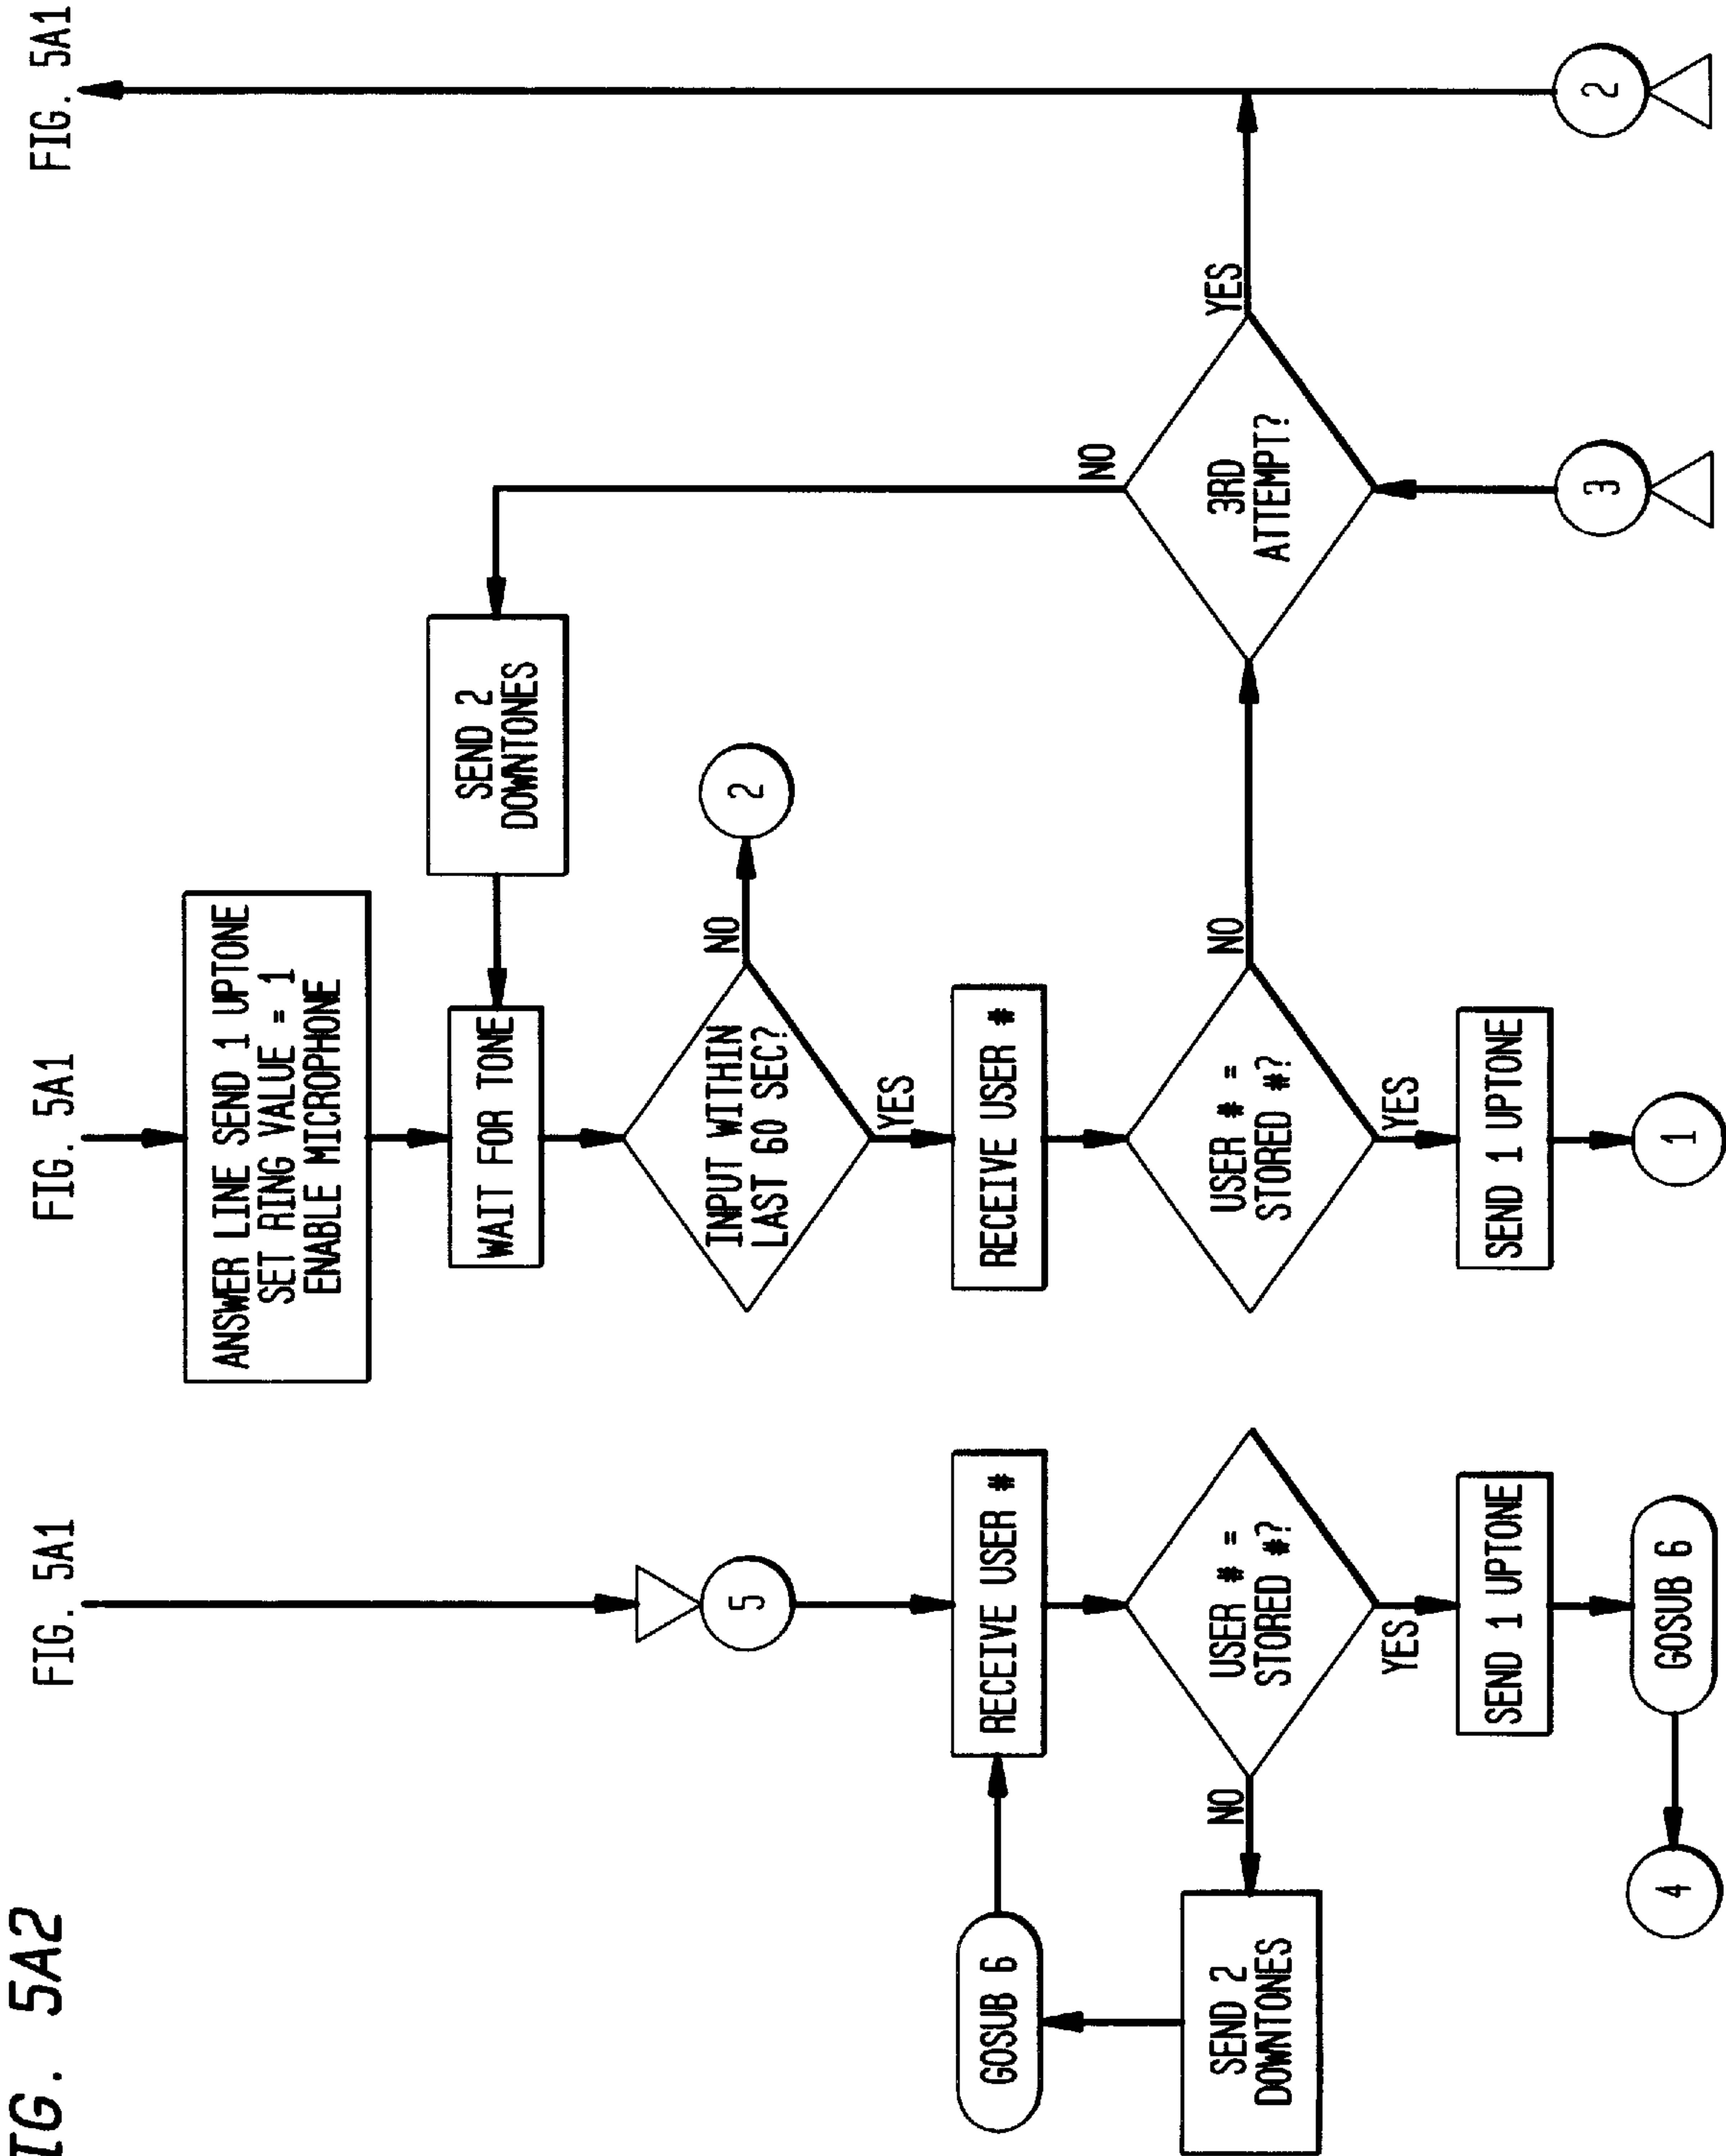 IG. 5A2
FIG. 5A1
5
RECEIVE USER #
USER # =
STORED #?
NO
YES
SEND 2
DOWNTONES
GOSUB 6
SEND 1 UPTONE
GOSUB 6
4
FIG. 5A1
ANSWER LINE SEND 1 UPTONE
SET RING VALUE = 1
ENABLE MICROPHONE
WAIT FOR TONE
INPUT WITHIN
LAST 60 SEC?
NO
2
YES
RECEIVE USER #
USER # =
STORED #?
NO
YES
SEND 1 UPTONE
1
SEND 2
DOWNTONES
NO
3RD
ATTEMPT?
YES
3
FIG. 5A1
2